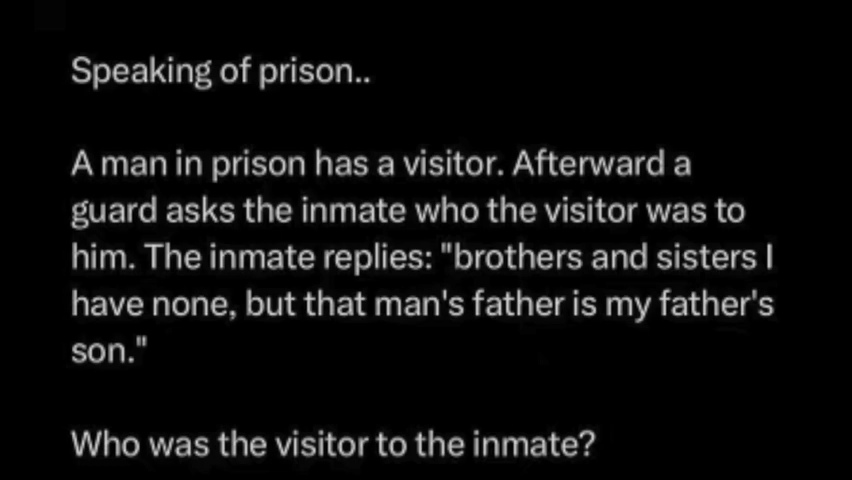 Speaking of prison..
A man in prison has a visitor. Afterward a
guard asks the inmate who the visitor was to
him. The inmate replies: "brothers and sisters I
have none, but that man's father is my father's
son."
Who was the visitor to the inmate?